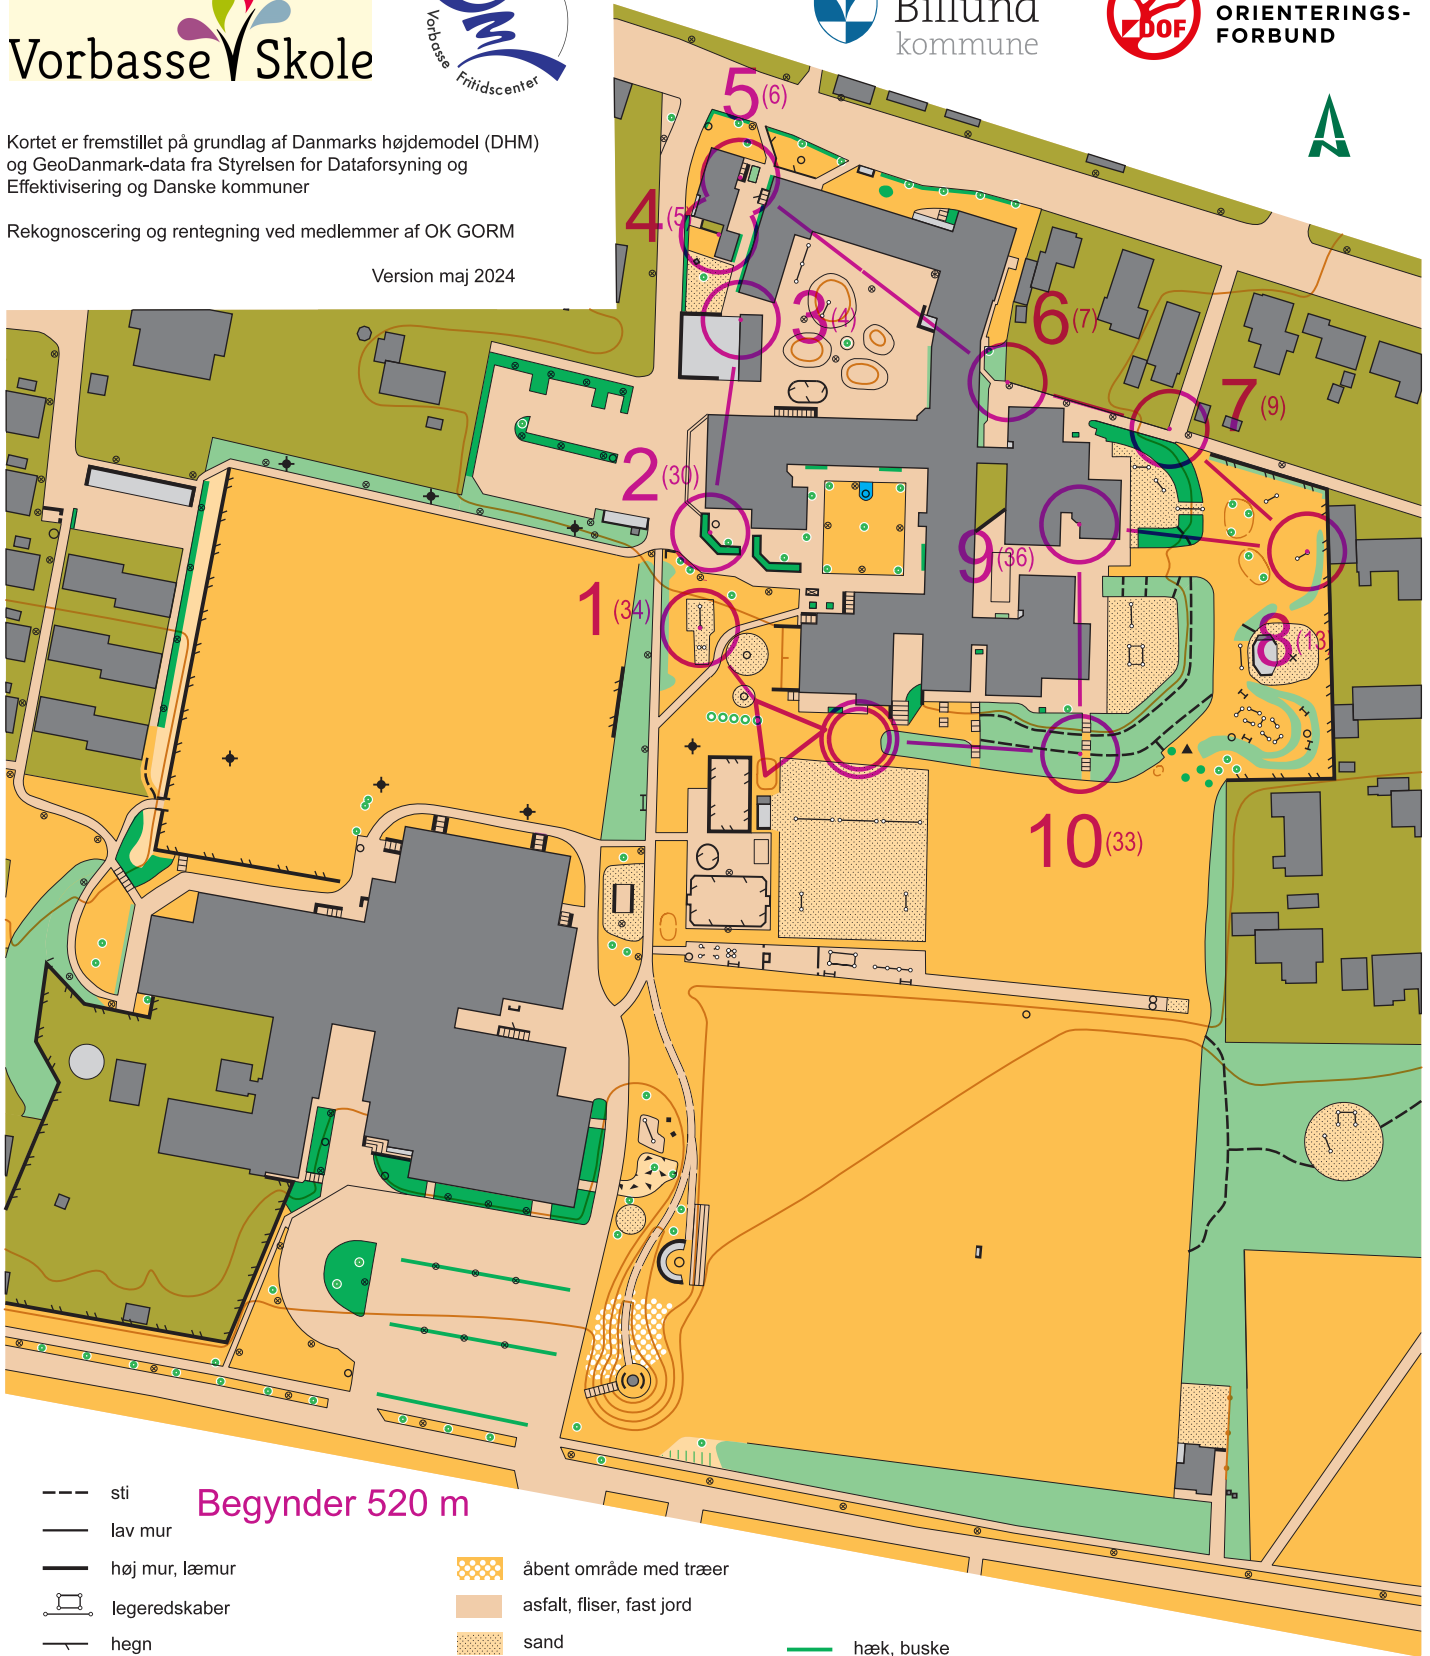 Vorbasse Skole
Vorbasse Fritidscenter
Billund
kommune
DOF
ORIENTERINGS-
FORBUND
Kortet er fremstillet på grundlag af Danmarks højdemodel (DHM)
og GeoDanmark-data fra Styrelsen for Dataforsyning og
Effektivisering og Danske kommuner
Rekognoscering og rentegning ved medlemmer af OK GORM
Version maj 2024
N
5(6)
4(5)
3(4)
6(7)
7(9)
2(30)
9(36)
1(34)
8(13
10(33)
Begynder 520 m
sti
lav mur
høj mur, læmur
legeredskaber
hegn
åbent område med træer
asfalt, fliser, fast jord
sand
hæk, buske